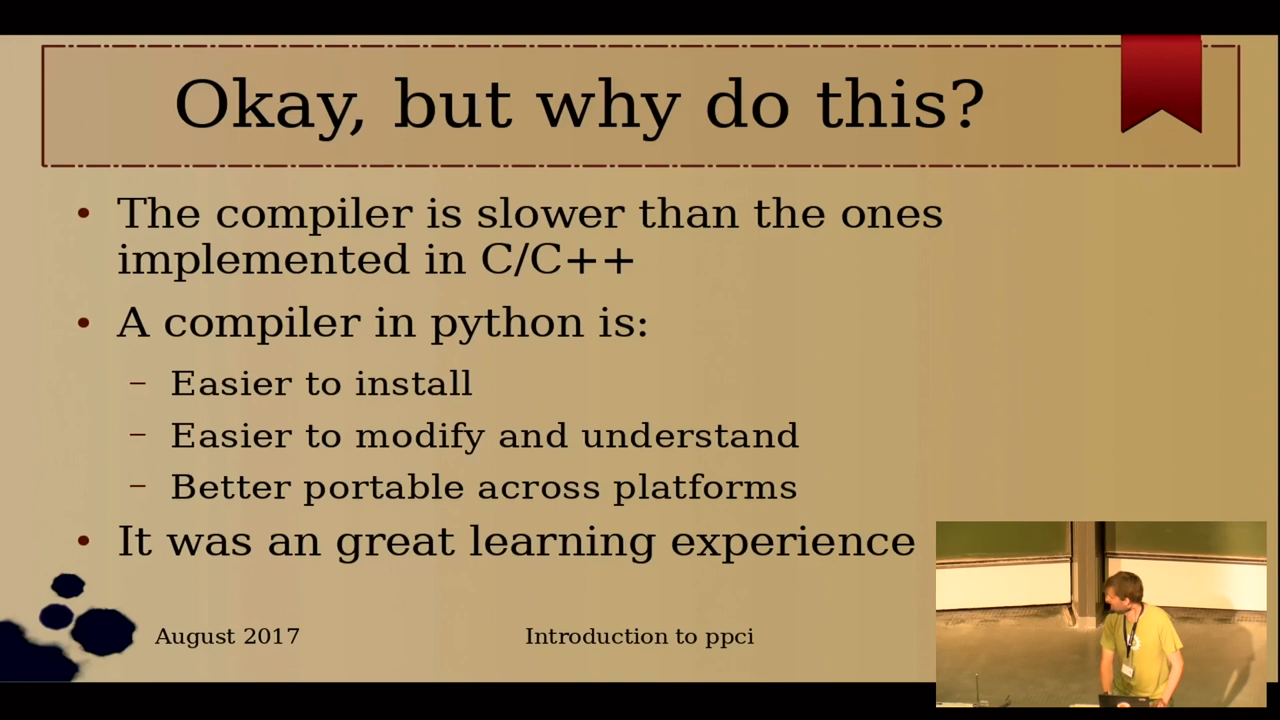 Okay, but why do this?
• The compiler is slower than the ones
implemented in C/C++
• A compiler in python is:
– Easier to install
– Easier to modify and understand
– Better portable across platforms
• It was an great learning experience
August 2017
Introduction to ppci